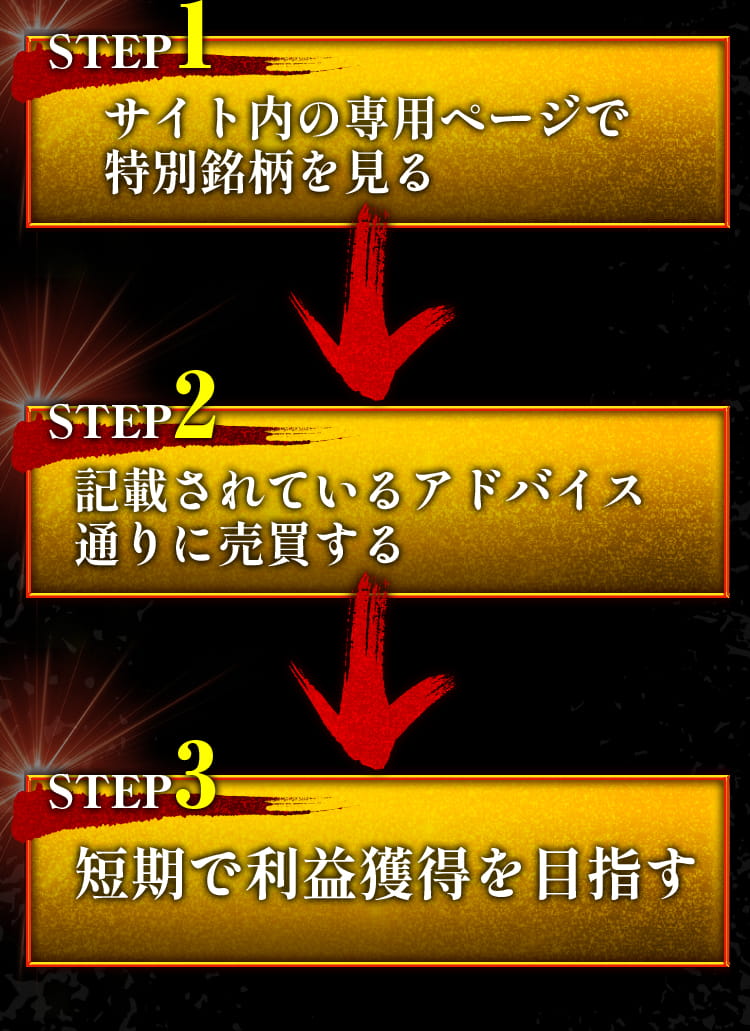 STEP1
サイト内の専用ページで
特別銘柄を見る
STEP2
記載されているアドバイス
通りに売買する
STEP3
短期で利益獲得を目指す